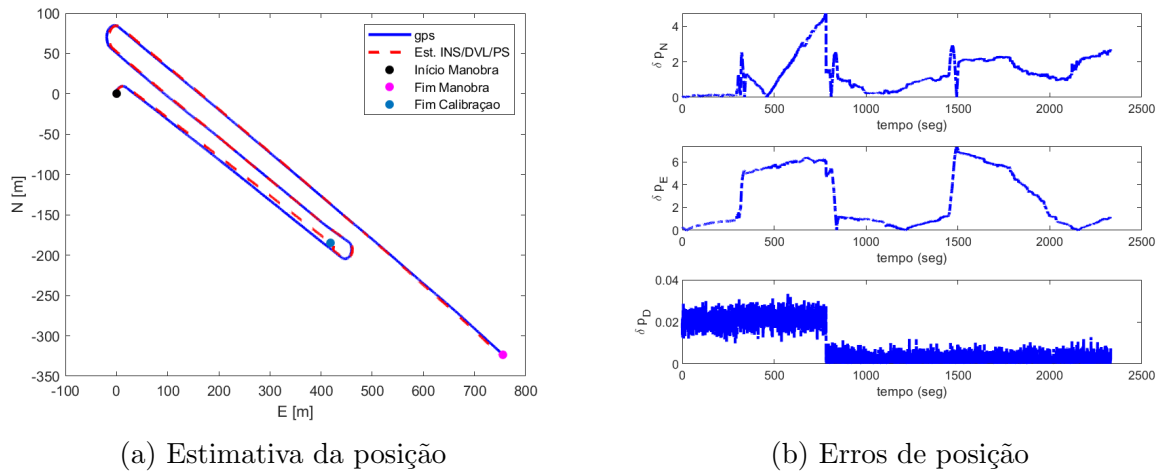 100
50
0
-50
-100
-150
-200
-250
-300
-350
N [m]
-100 0 100 200 300 400 500 600 700 800
E [m]
gps
Est. INS/DVL/PS
Início Manobra
Fim Manobra
Fim Calibraçao
(a) Estimativa da posição
δ p_N
4
2
0
0 500 1000 1500 2000 2500
tempo (seg)
δ p_E
6
4
2
0
0 500 1000 1500 2000 2500
tempo (seg)
δ p_D
0.04
0.02
0
0 500 1000 1500 2000 2500
tempo (seg)
(b) Erros de posição